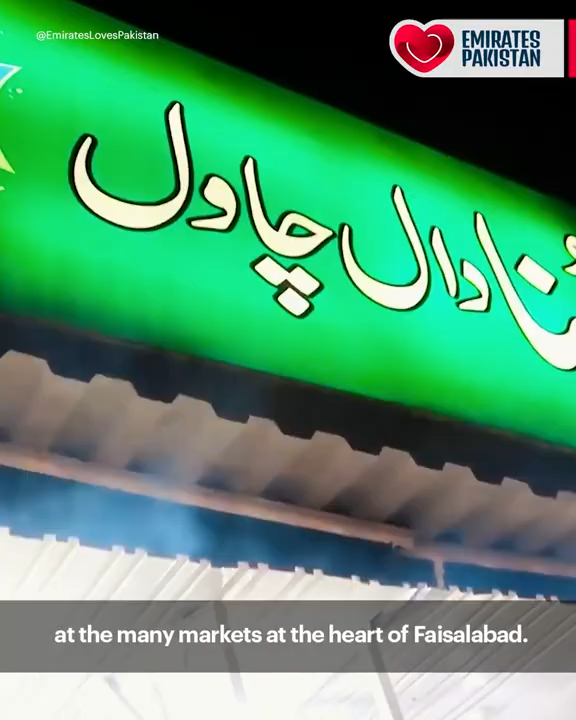 @EmiratesLovesPakistan
EMIRATES
PAKISTAN
دال چاول
at the many markets at the heart of Faisalabad.